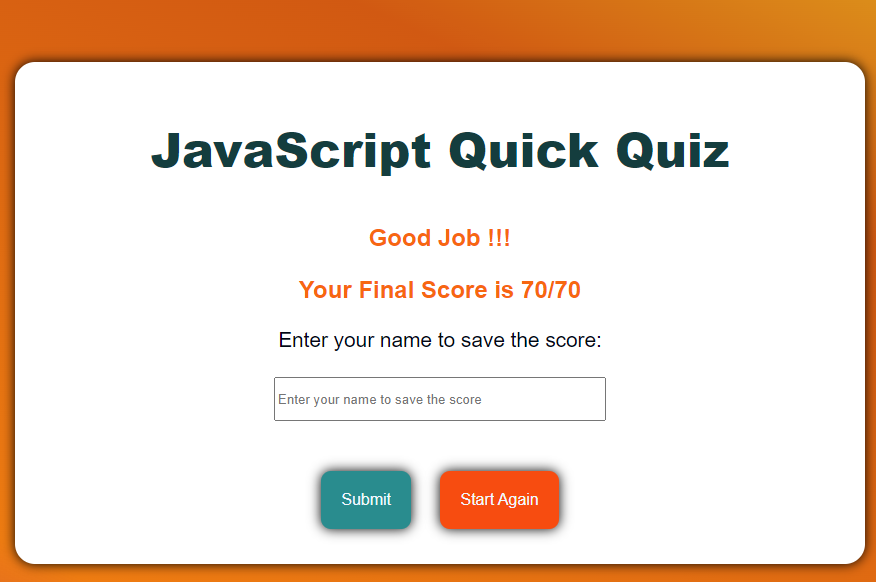 JavaScript Quick Quiz
Good Job !!!
Your Final Score is 70/70
Enter your name to save the score:
Enter your name to save the score
Submit Start Again